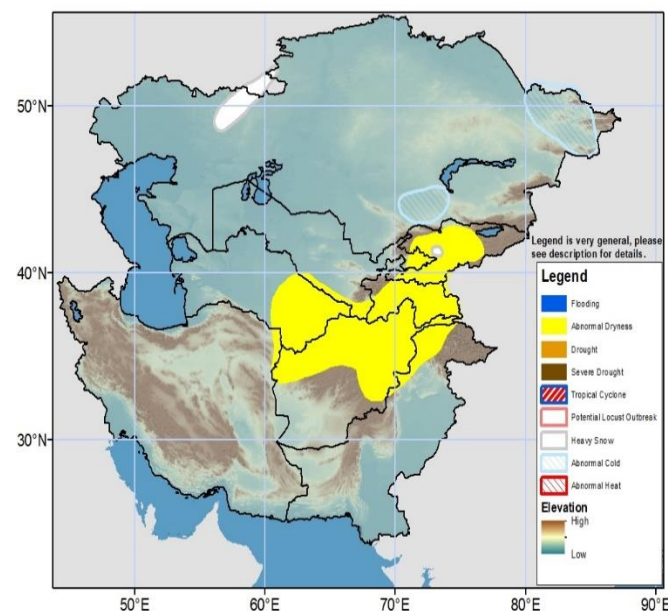 50°N
40°N
30°N
Legend is very general, please
see description for details.
Legend
Flooding
Abnormal Dryness
Drought
Severe Drought
Tropical Cyclone
Potential Locust Outbreak
Heavy Snow
Abnormal Cold
Abnormal Heat
Elevation
High
Low
50°E
60°E
70°E
80°E
90°E